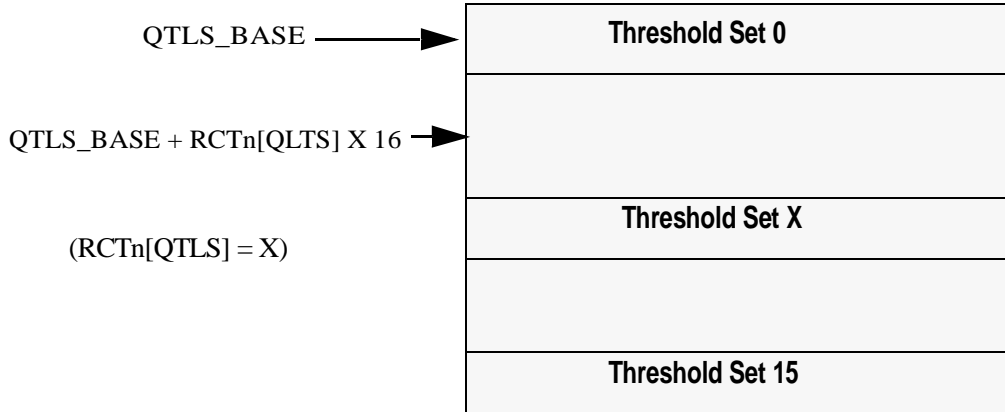 QTLS_BASE
Threshold Set 0
QTLS_BASE + RCTn[QLTS] X 16
Threshold Set X
(RCTn[QTLS] = X)
Threshold Set 15